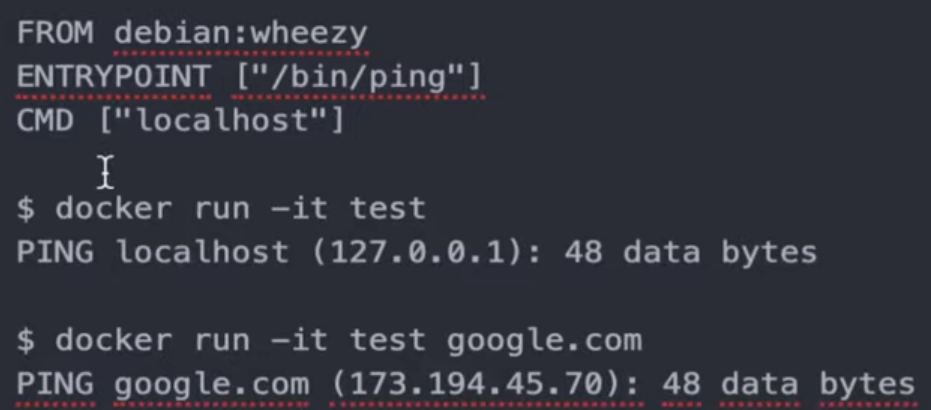 FROM debian:wheezy
ENTRYPOINT ["/bin/ping"]
CMD ["localhost"]
$ docker run -it test
PING localhost (127.0.0.1): 48 data bytes
$ docker run -it test google.com
PING google.com (173.194.45.70): 48 data bytes